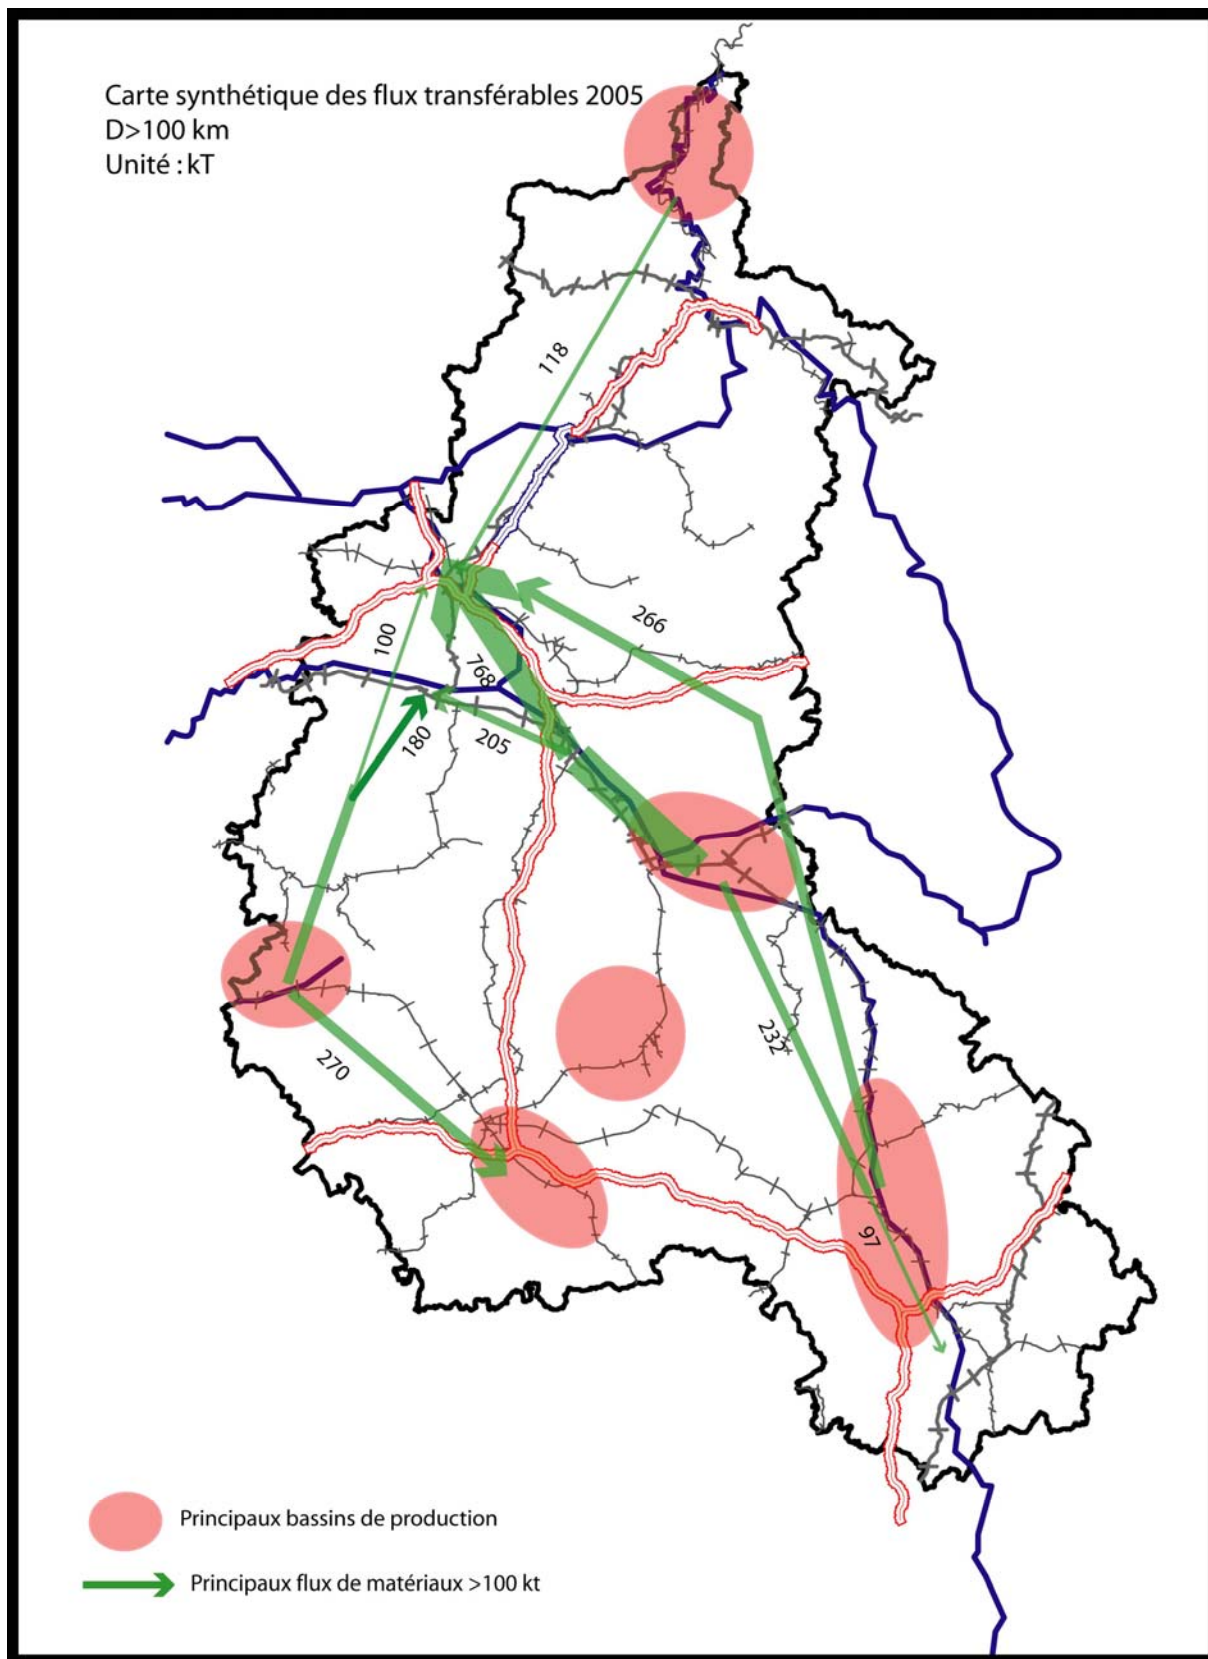 Carte synthétique des flux transférables 2005
D>100 km
Unité : kT
118
266
100
768
180
205
232
270
97
Principaux bassins de production
Principaux flux de matériaux >100 kt